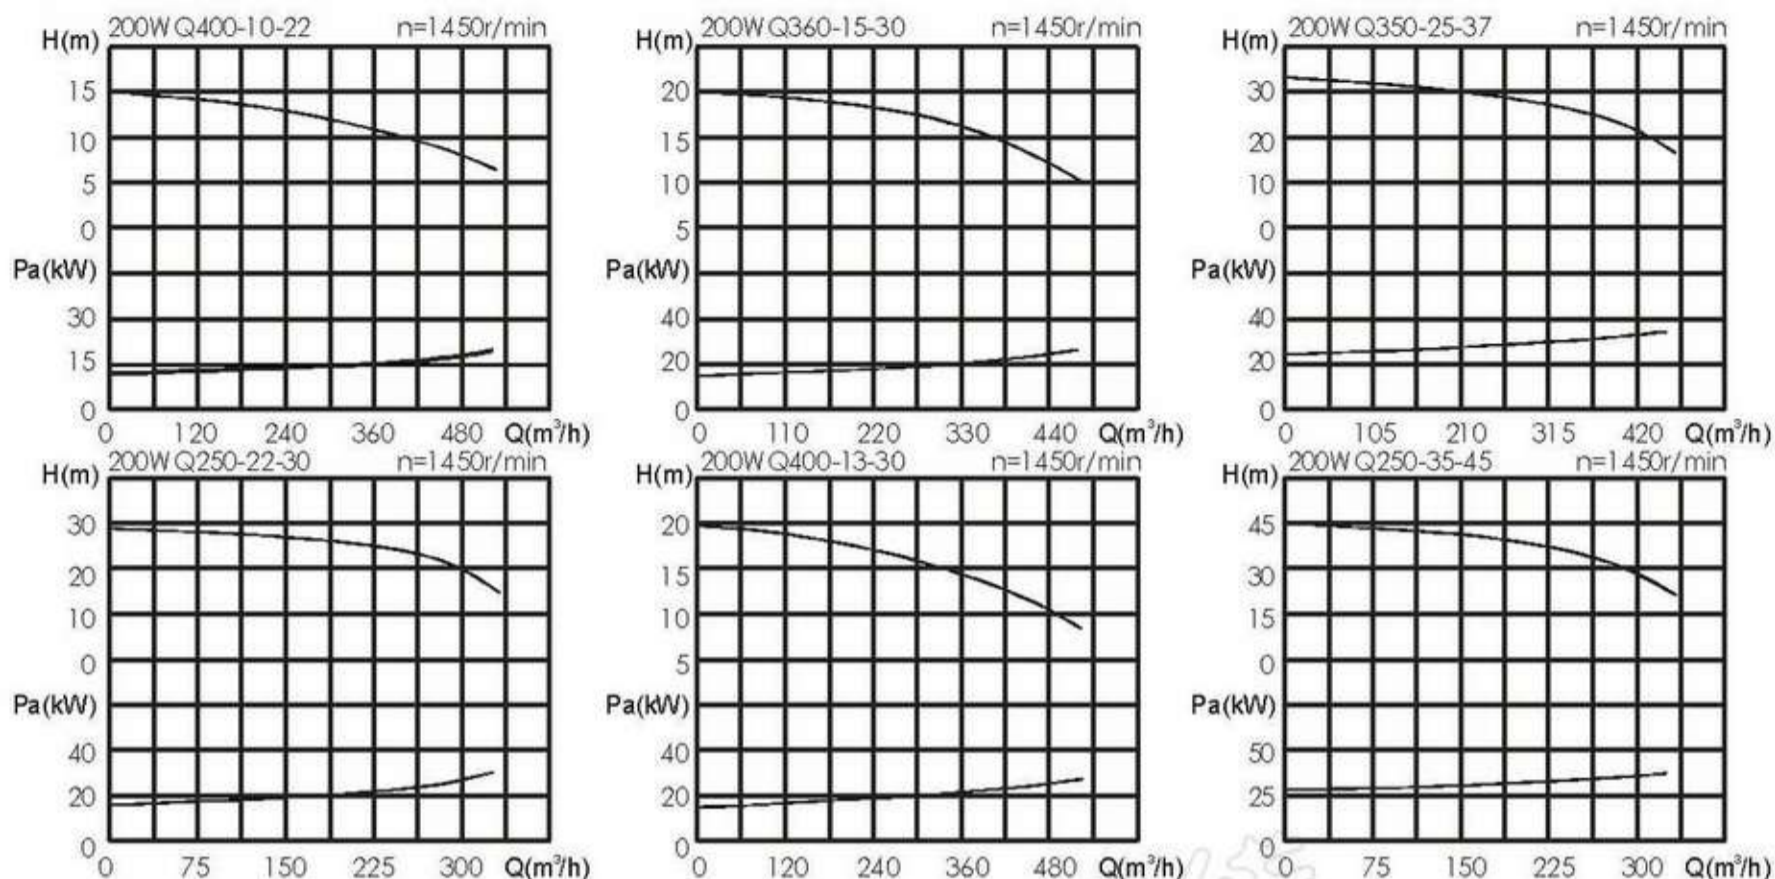 200WQ400-10-22 n=1450r/min
H(m)
15
10
5
0
Pa(kW)
30
15
0
0 120 240 360 480 Q(m³/h)
200WQ360-15-30 n=1450r/min
H(m)
20
15
10
5
Pa(kW)
40
20
0
0 110 220 330 440 Q(m³/h)
200WQ350-25-37 n=1450r/min
H(m)
30
20
10
0
Pa(kW)
40
20
0
0 105 210 315 420 Q(m³/h)
200WQ250-22-30 n=1450r/min
H(m)
30
20
10
0
Pa(kW)
40
20
0
0 75 150 225 300 Q(m³/h)
200WQ400-13-30 n=1450r/min
H(m)
20
15
10
5
Pa(kW)
40
20
0
0 120 240 360 480 Q(m³/h)
200WQ250-35-45 n=1450r/min
H(m)
45
30
15
0
Pa(kW)
50
25
0
0 75 150 225 300 Q(m³/h)